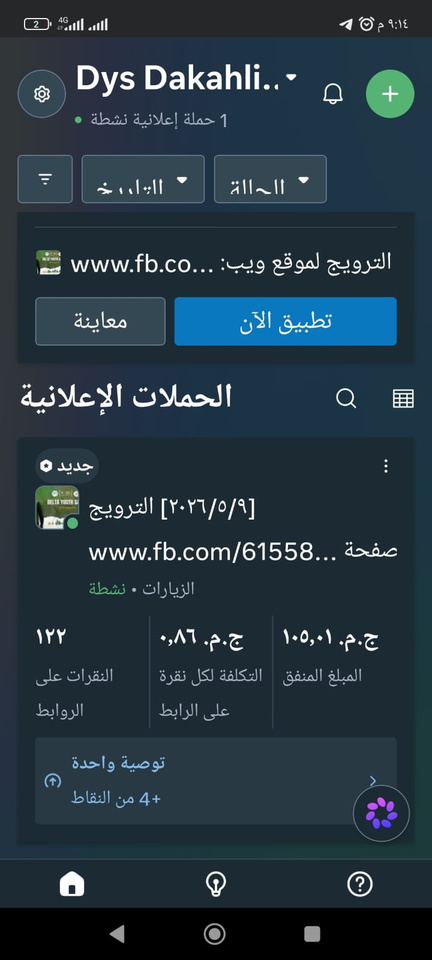 ٩:١٤ م
4G
2
Dys Dakahli..
1 حملة إعلانية نشطة
الحالة
التاريخ
الترويج لموقع ويب: www.fb.co...
تطبيق الآن
معاينة
الحملات الإعلانية
جديد
[٢٠٢٦/٥/٩] الترويج
صفحة www.fb.com/61558...
الزيارات • نشطة
ج.م. ١٠٥,٠١
المبلغ المنفق
ج.م. ٠,٨٦
التكلفة لكل نقرة
على الرابط
١٢٢
النقرات على
الروابط
توصية واحدة
+4 من النقاط